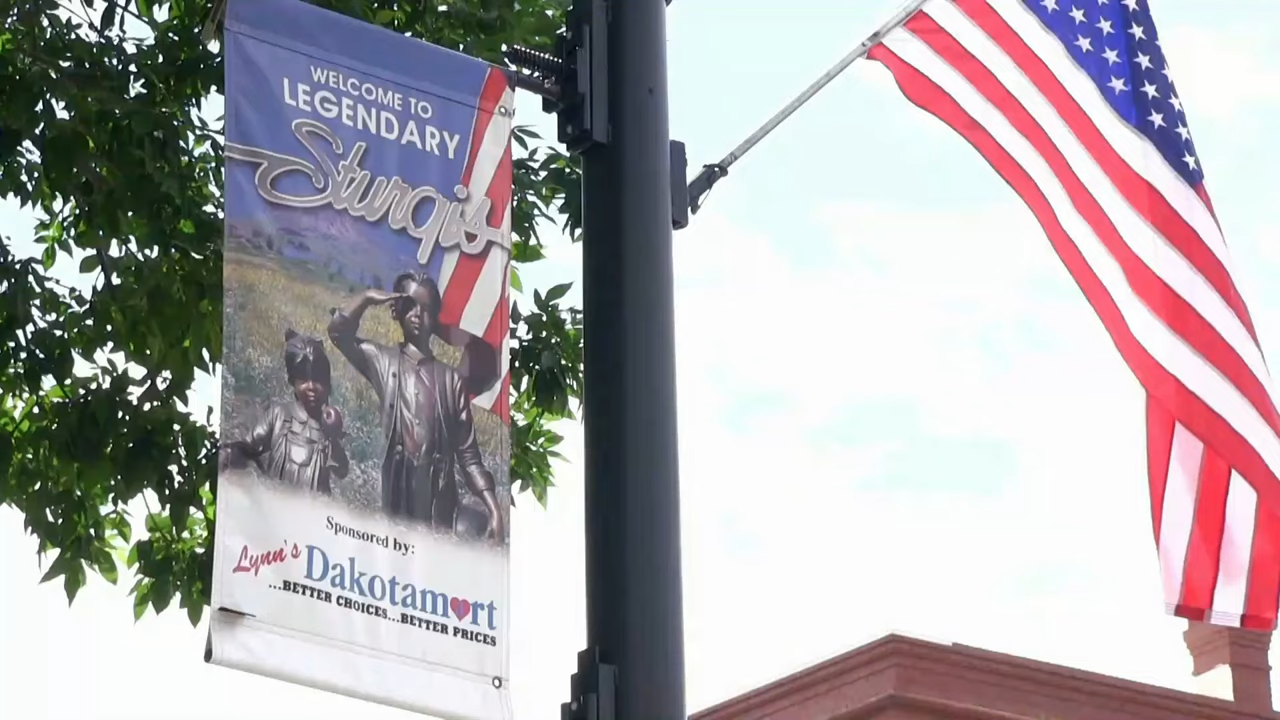 WELCOME TO
LEGENDARY
Sturgis
Sponsored by:
Lynn's
Dakotamart
...BETTER CHOICES...BETTER PRICES